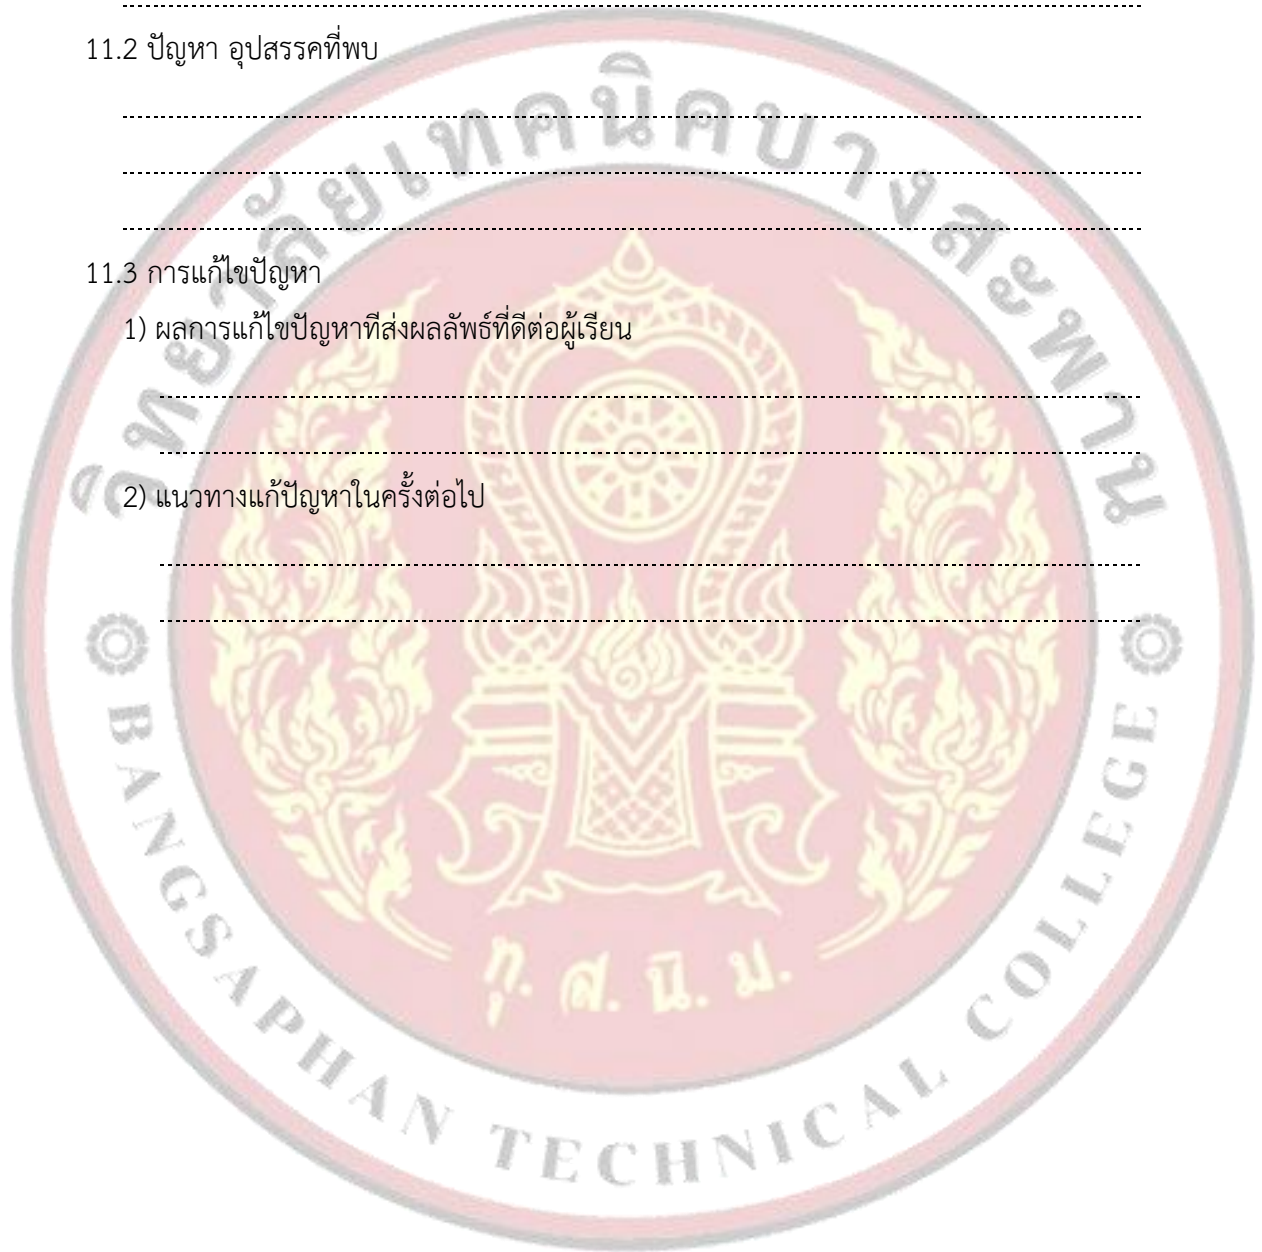 11.2 ปัญหา อุปสรรคที่พบ
11.3 การแก้ไขปัญหา
1) ผลการแก้ไขปัญหาที่ส่งผลลัพธ์ที่ดีต่อผู้เรียน
2) แนวทางแก้ปัญหาในครั้งต่อไป
วิทยาลัยเทคนิคบางสะพาน
ทุ. ส. นิ. ม.
BANGSAPHAN TECHNICAL COLLEGE